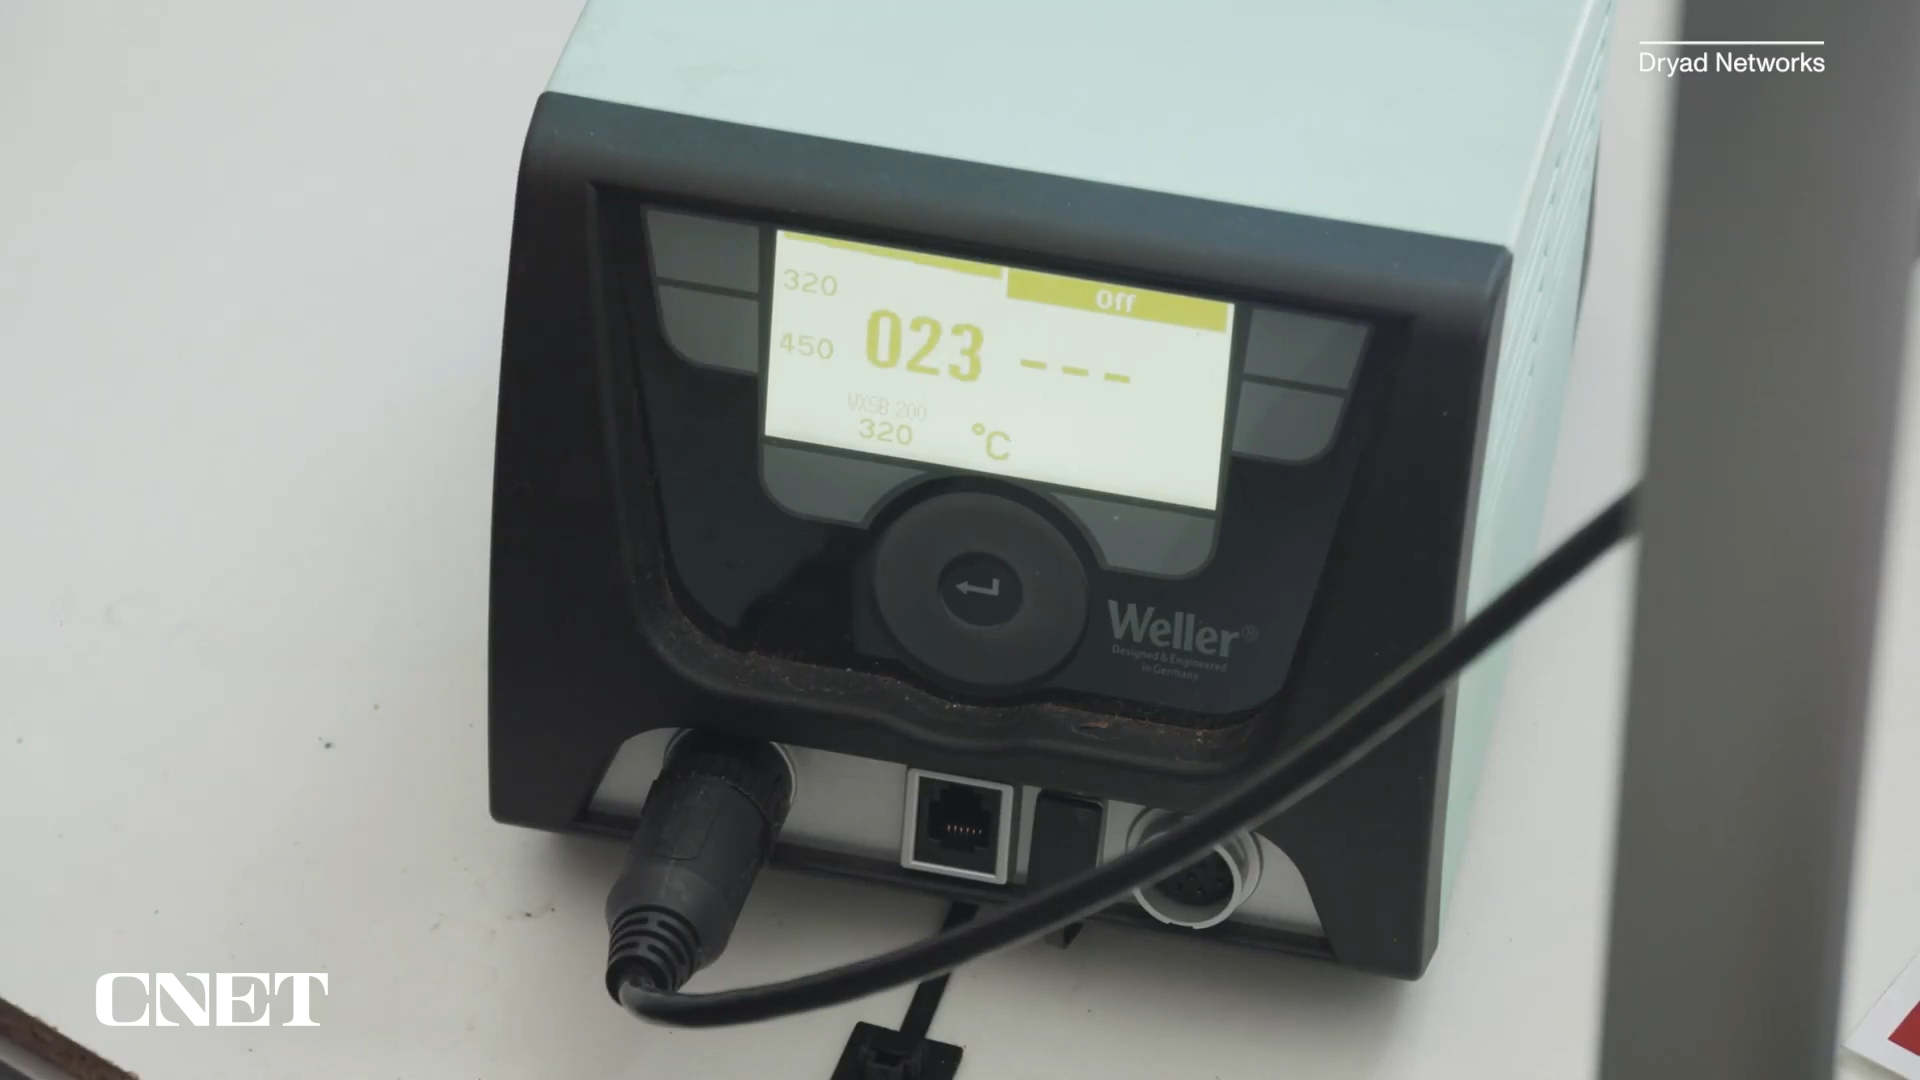 Dryad Networks
320
Off
450
023 ---
WXSB 200
320
°C
Weller®
Designed & Engineered
in Germany
CNET